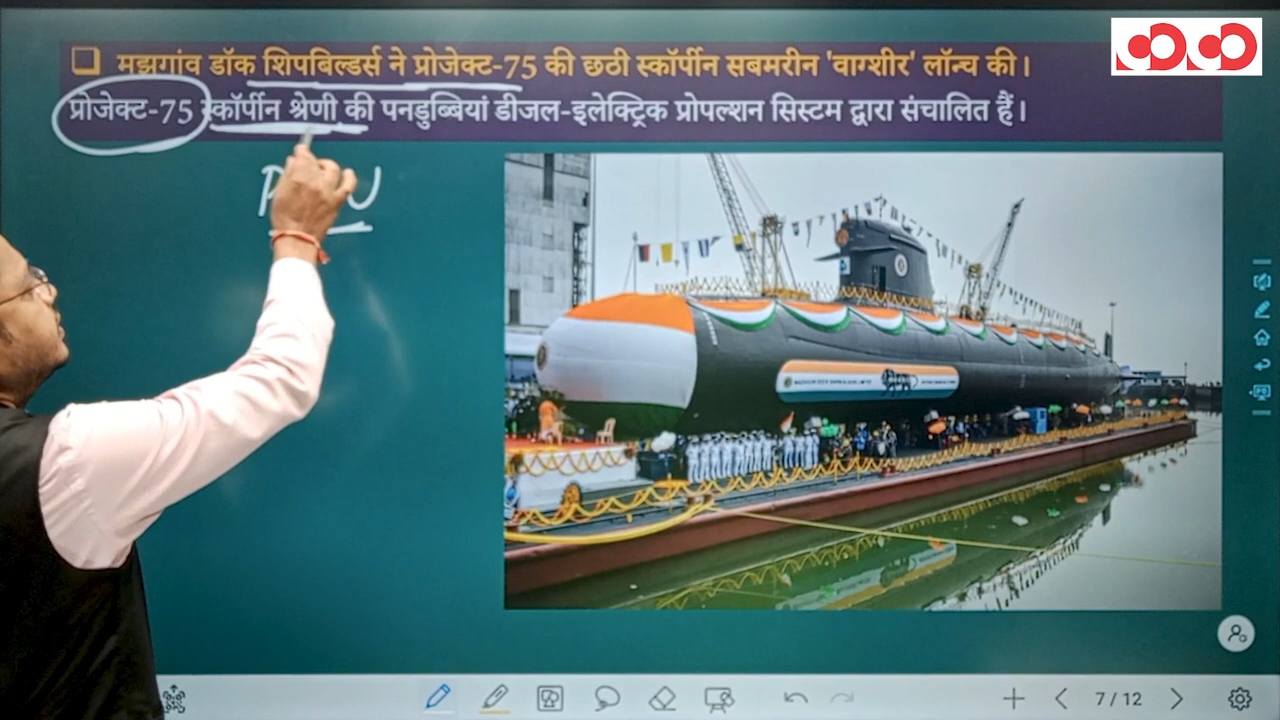 मझगांव डॉक शिपबिल्डर्स ने प्रोजेक्ट-75 की छठी स्कॉर्पीन सबमरीन 'वाग्शीर' लॉन्च की।
प्रोजेक्ट-75 स्कॉर्पीन श्रेणी की पनडुब्बियां डीजल-इलेक्ट्रिक प्रोपल्शन सिस्टम द्वारा संचालित हैं।
7/12